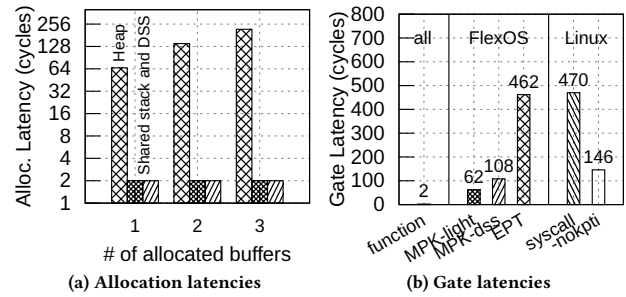 Alloc. Latency (cycles)
256
128
64
32
16
8
4
2
1
Heap
Shared stack and DSS
1 2 3
# of allocated buffers
(a) Allocation latencies
Gate Latency (cycles)
800
700
600
500
400
300
200
100
0
all FlexOS Linux
2
62
108
462
470
146
function
MPK-light
MPK-dss
EPT
syscall
-nokpti
(b) Gate latencies